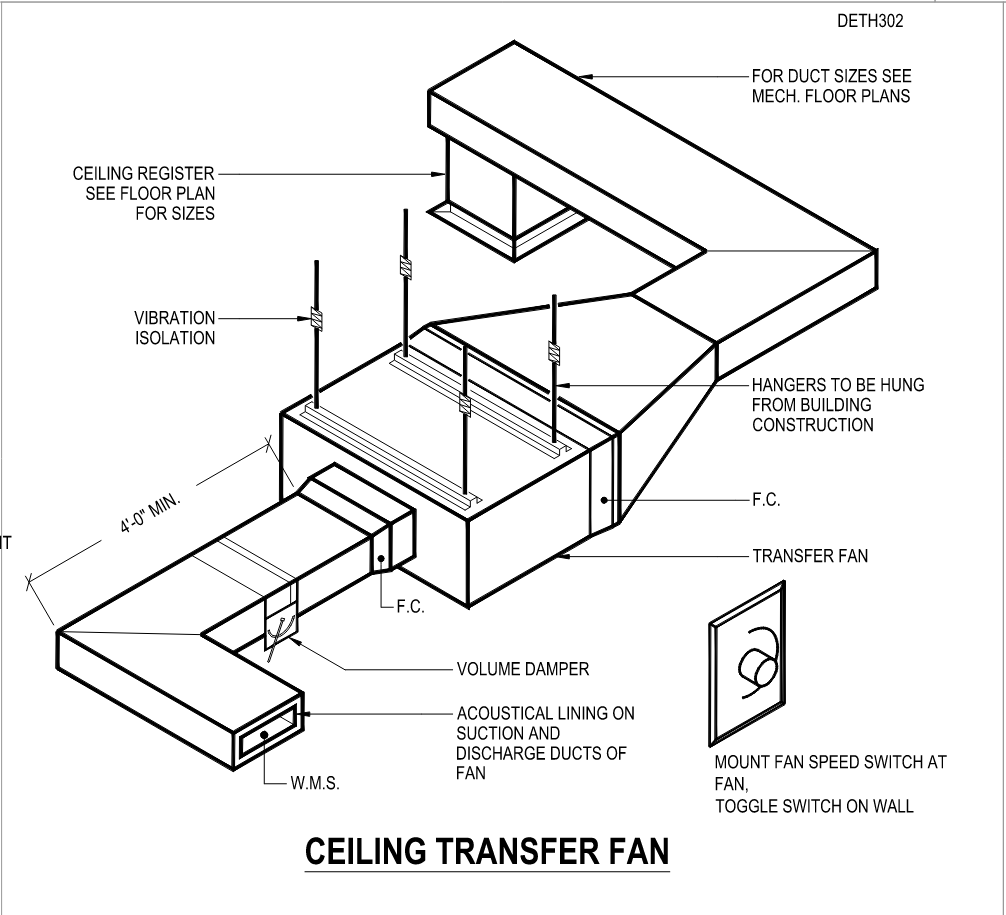 DETH302
FOR DUCT SIZES SEE
MECH. FLOOR PLANS
CEILING REGISTER
SEE FLOOR PLAN
FOR SIZES
VIBRATION
ISOLATION
HANGERS TO BE HUNG
FROM BUILDING
CONSTRUCTION
4'-0" MIN.
F.C.
IT
TRANSFER FAN
F.C.
VOLUME DAMPER
ACOUSTICAL LINING ON
SUCTION AND
DISCHARGE DUCTS OF
FAN
W.M.S.
MOUNT FAN SPEED SWITCH AT
FAN,
TOGGLE SWITCH ON WALL
CEILING TRANSFER FAN